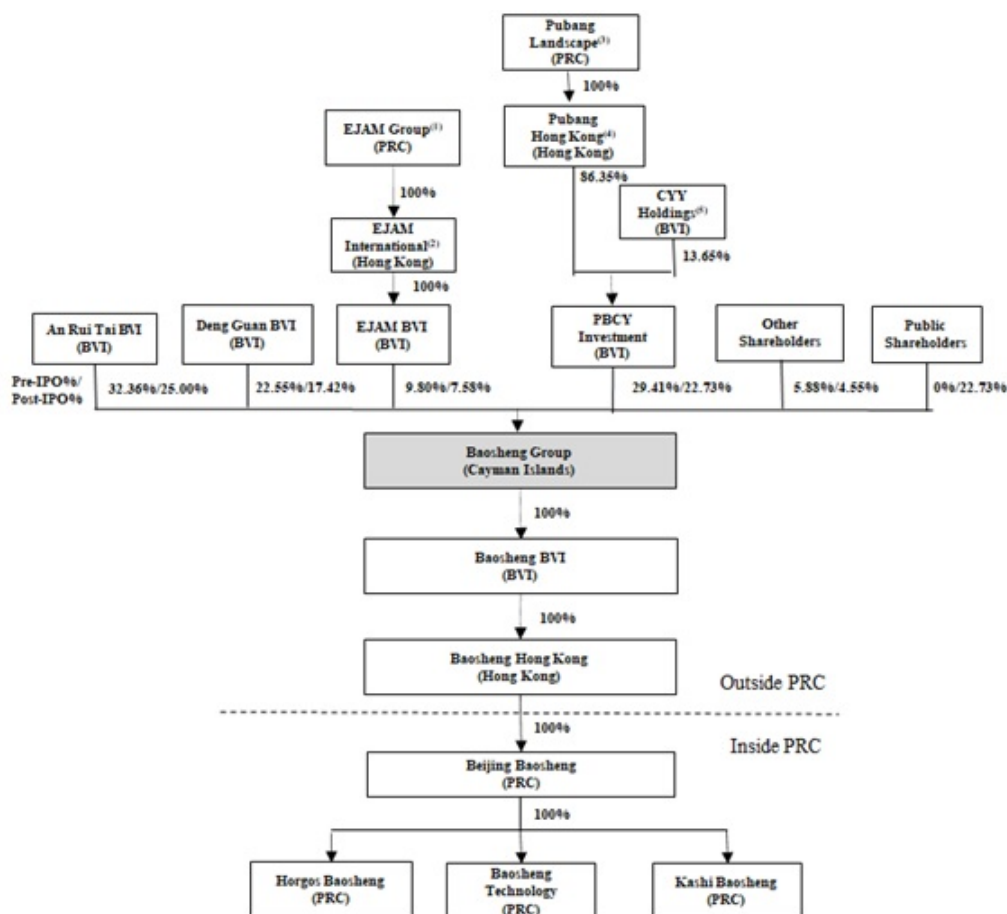 Pubang
Landscape(3)
(PRC)
100%
EJAM Group(1)
(PRC)
Pubang
Hong Kong(4)
(Hong Kong)
86.35%
100%
CYY
Holdings(5)
(BVI)
EJAM
International(2)
(Hong Kong)
13.65%
100%
An Rui Tai BVI
(BVI)
Deng Guan BVI
(BVI)
EJAM BVI
(BVI)
PBCY
Investment
(BVI)
Other
Shareholders
Public
Shareholders
Pre-IPO%/
Post-IPO%
32.36%/25.00%
22.55%/17.42%
9.80%/7.58%
29.41%/22.73%
5.88%/4.55%
0%/22.73%
Baosheng Group
(Cayman Islands)
100%
Baosheng BVI
(BVI)
100%
Baosheng Hong Kong
(Hong Kong)
Outside PRC
100%
Inside PRC
Beijing Baosheng
(PRC)
100%
Horgos Baosheng
(PRC)
Baosheng
Technology
(PRC)
Kashi Baosheng
(PRC)